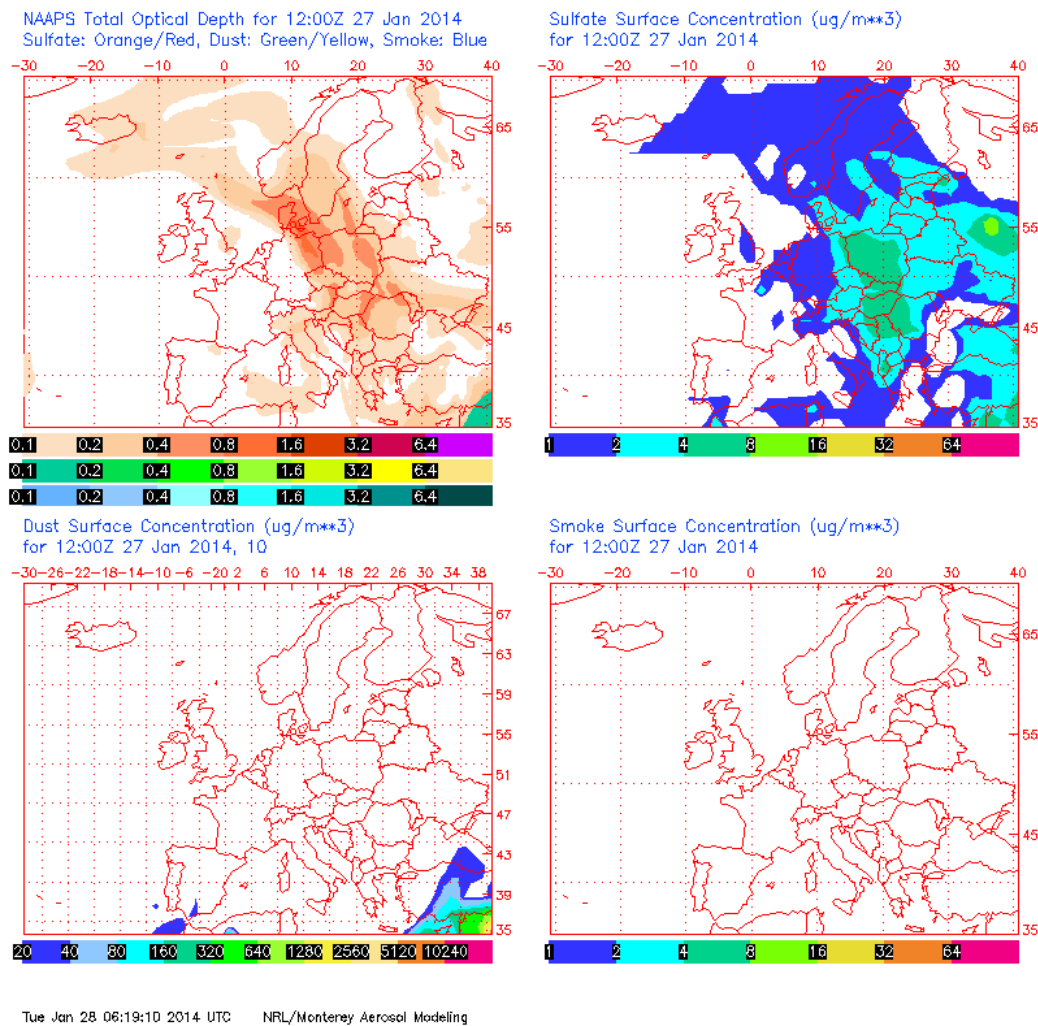 NAAPS Total Optical Depth for 12:00Z 27 Jan 2014
Sulfate: Orange/Red, Dust: Green/Yellow, Smoke: Blue
-30 -20 -10 0 10 20 30 40
65
55
45
35
0.1 0.2 0.4 0.8 1.6 3.2 6.4
0.1 0.2 0.4 0.8 1.6 3.2 6.4
0.1 0.2 0.4 0.8 1.6 3.2 6.4
Sulfate Surface Concentration (ug/m**3)
for 12:00Z 27 Jan 2014
-30 -20 -10 0 10 20 30 40
65
55
45
35
1 2 4 8 16 32 64
Dust Surface Concentration (ug/m**3)
for 12:00Z 27 Jan 2014, 10
-30-26-22-18-14-10 -6 -2 2 6 10 14 18 22 26 30 34 38
67
63
59
55
51
47
43
39
35
20 40 80 160 320 640 1280 2560 5120 10240
Smoke Surface Concentration (ug/m**3)
for 12:00Z 27 Jan 2014
-30 -20 -10 0 10 20 30 40
65
55
45
35
1 2 4 8 16 32 64
Tue Jan 28 06:19:10 2014 UTC NRL/Monterey Aerosol Modeling